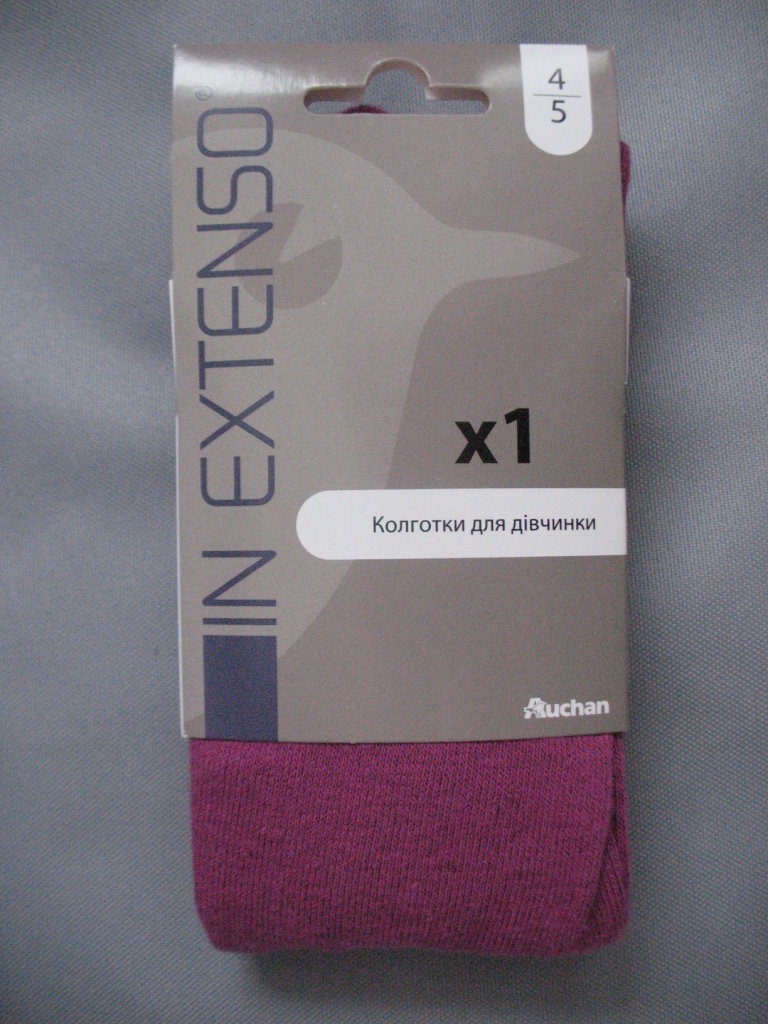 4
5
IN EXTENSO®
x1
Колготки для дівчинки
Auchan